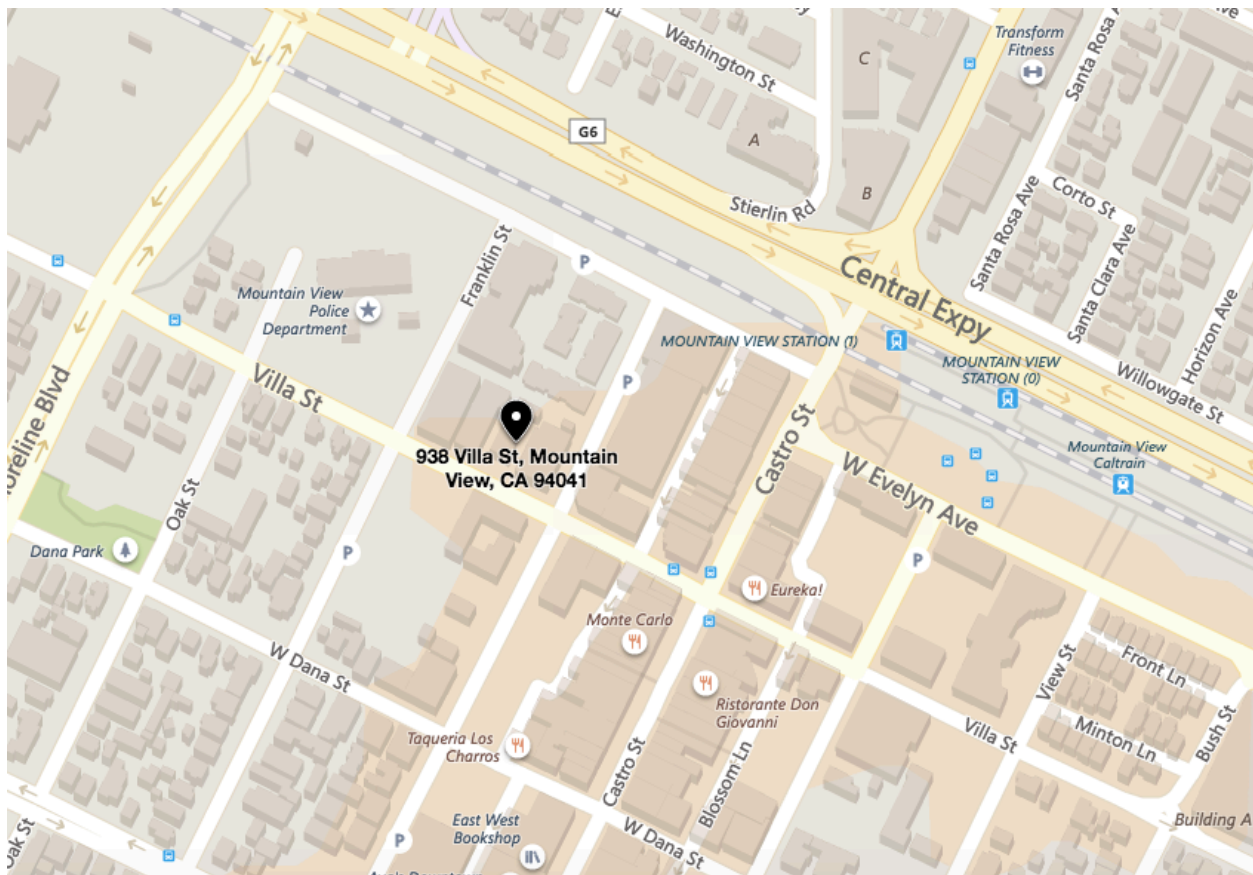 Washington St
Transform
Fitness
Santa Rosa
C
G6
A
B
Stierlin Rd
Santa Rosa Ave
Corto St
Santa Clara Ave
Horizon Ave
Franklin St
P
Central Expy
Mountain View
Police
Department
MOUNTAIN VIEW STATION (1)
MOUNTAIN VIEW
STATION (0)
Willowgate St
Villa St
P
Castro St
W Evelyn Ave
Mountain View
Caltrain
oreline Blvd
938 Villa St, Mountain
View, CA 94041
Oak St
Dana Park
P
P
Eureka!
Monte Carlo
W Dana St
Ristorante Don
Giovanni
View St
Front Ln
Villa St
Minton Ln
Bush St
Taqueria Los
Charros
Castro St
Blossom Ln
East West
Bookshop
W Dana St
P
Oak St
Building A